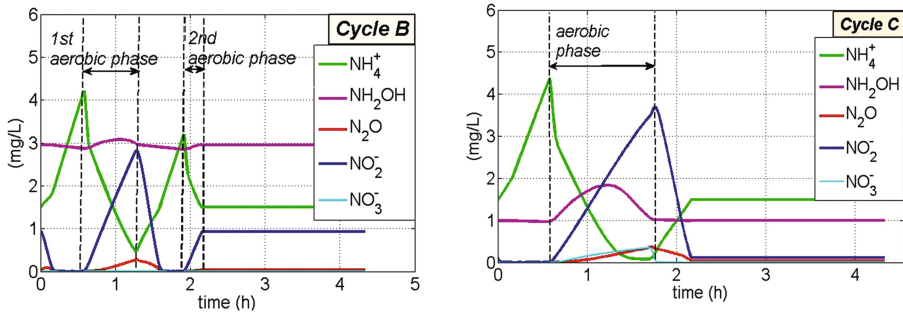 Cycle B
1st
aerobic phase
2nd
aerobic phase
NH4+
NH2OH
N2O
NO2-
NO3-
(mg/L)
6
5
4
3
2
1
0
0 1 2 3 4 5
time (h)
Cycle C
aerobic
phase
NH4+
NH2OH
N2O
NO2-
NO3-
(mg/L)
6
5
4
3
2
1
0
0 1 2 3 4
time (h)